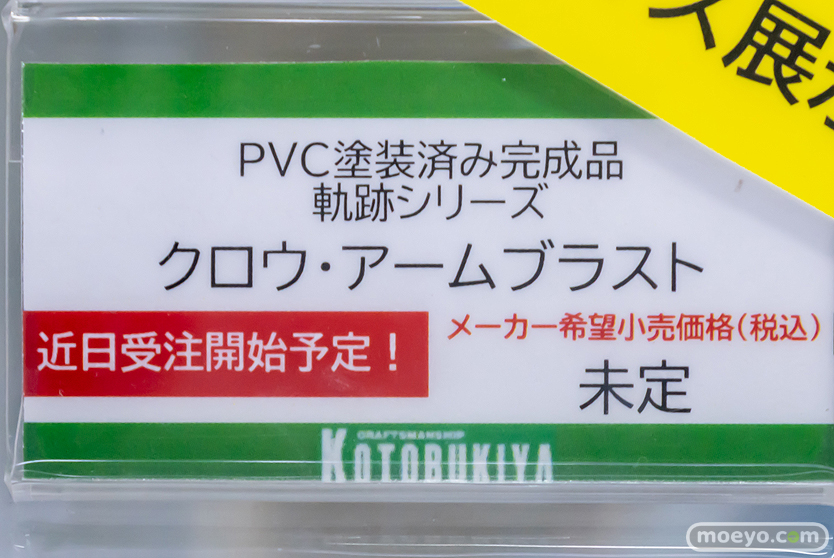 ズ展
PVC塗装済み完成品
軌跡シリーズ
クロウ・アームブラスト
近日受注開始予定！
メーカー希望小売価格(税込)
未定
CRAFTSMANSHIP
KOTOBUKIYA
moeyo.com